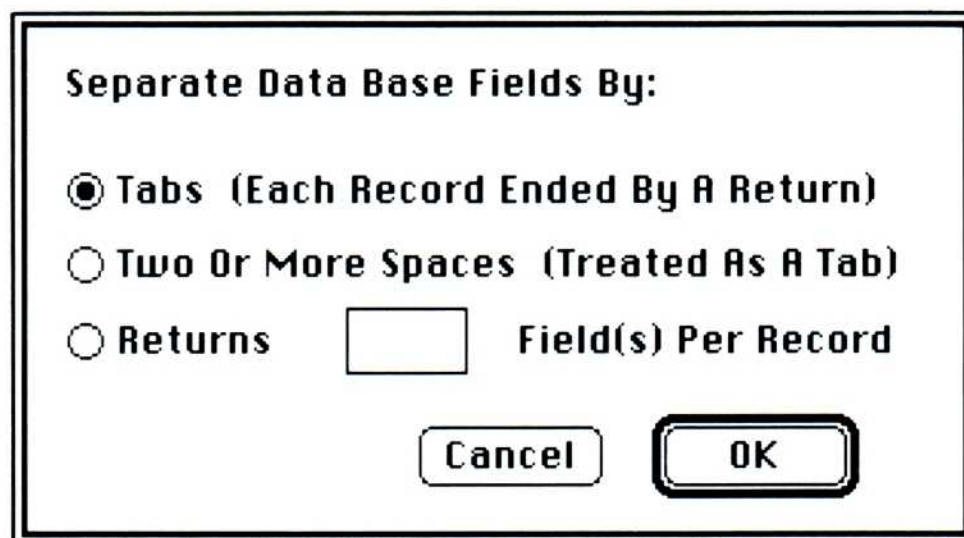 Separate Data Base Fields By:
Tabs (Each Record Ended By A Return)
Two Or More Spaces (Treated As A Tab)
Returns Field(s) Per Record
Cancel OK